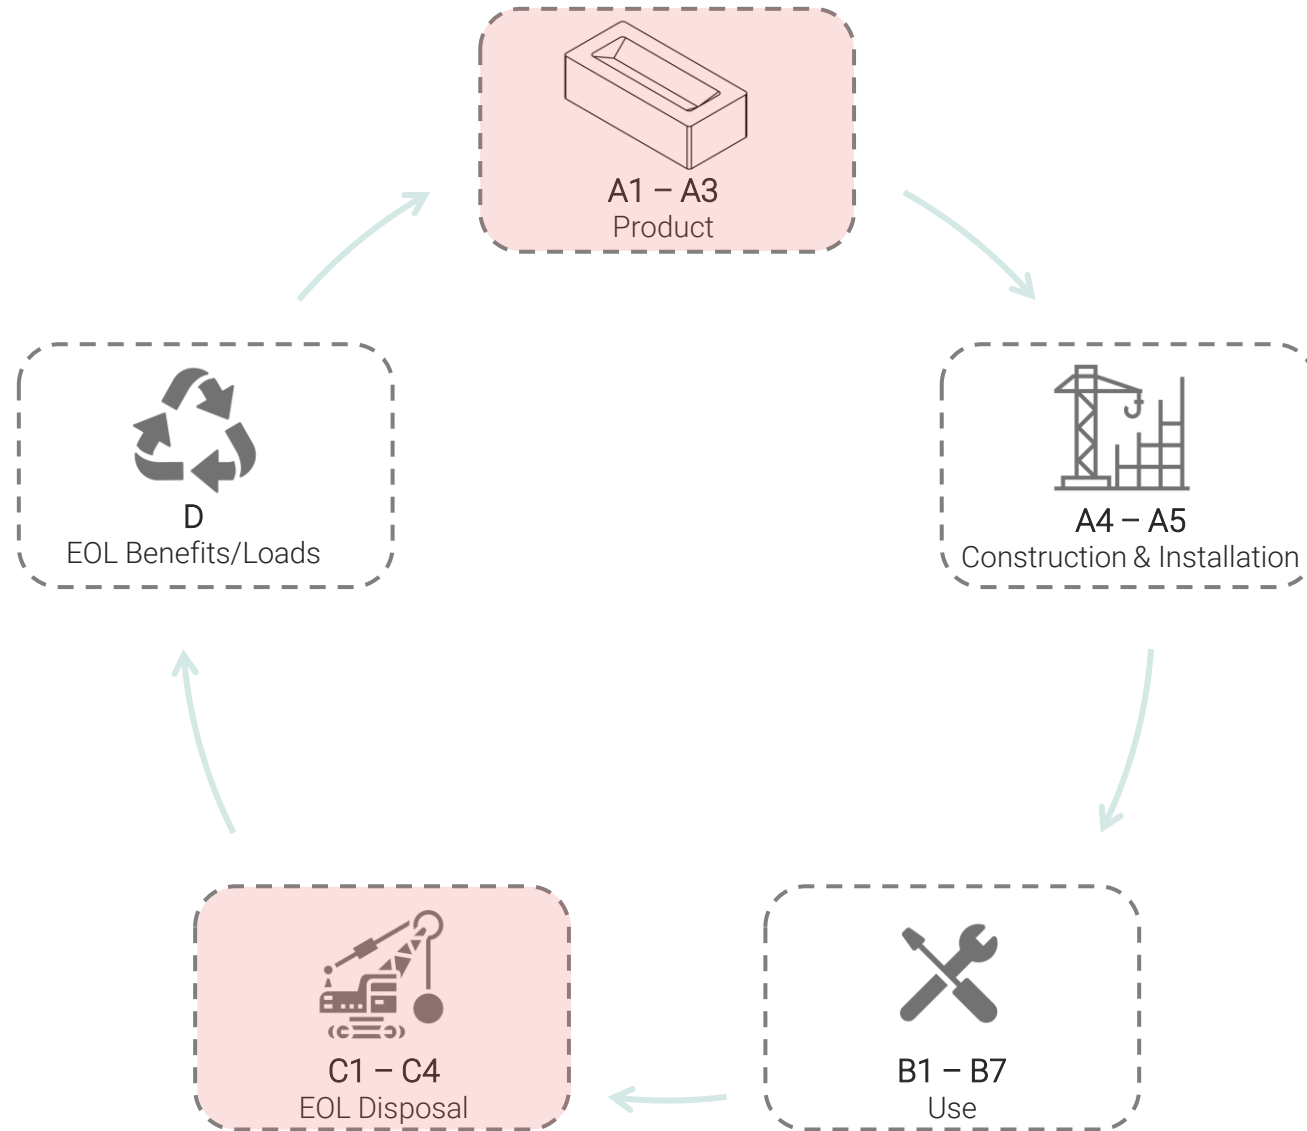 A1 – A3
Product
A4 – A5
Construction & Installation
B1 – B7
Use
C1 – C4
EOL Disposal
D
EOL Benefits/Loads